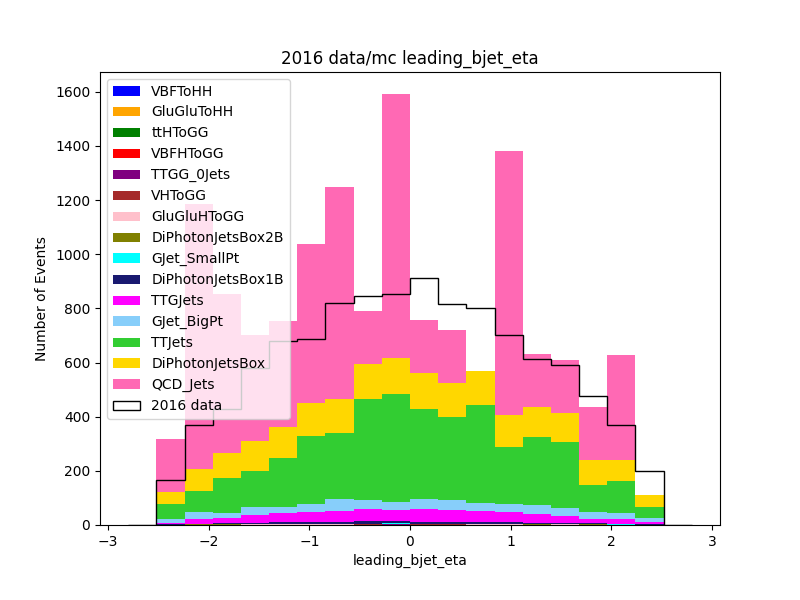 2016 data/mc leading_bjet_eta
Number of Events
1600
1400
1200
1000
800
600
400
200
0
VBFToHH
GluGluToHH
ttHToGG
VBFHToGG
TTGG_0Jets
VHToGG
GluGluHToGG
DiPhotonJetsBox2B
GJet_SmallPt
DiPhotonJetsBox1B
TTGJets
GJet_BigPt
TTJets
DiPhotonJetsBox
QCD_Jets
2016 data
−3 −2 −1 0 1 2 3
leading_bjet_eta